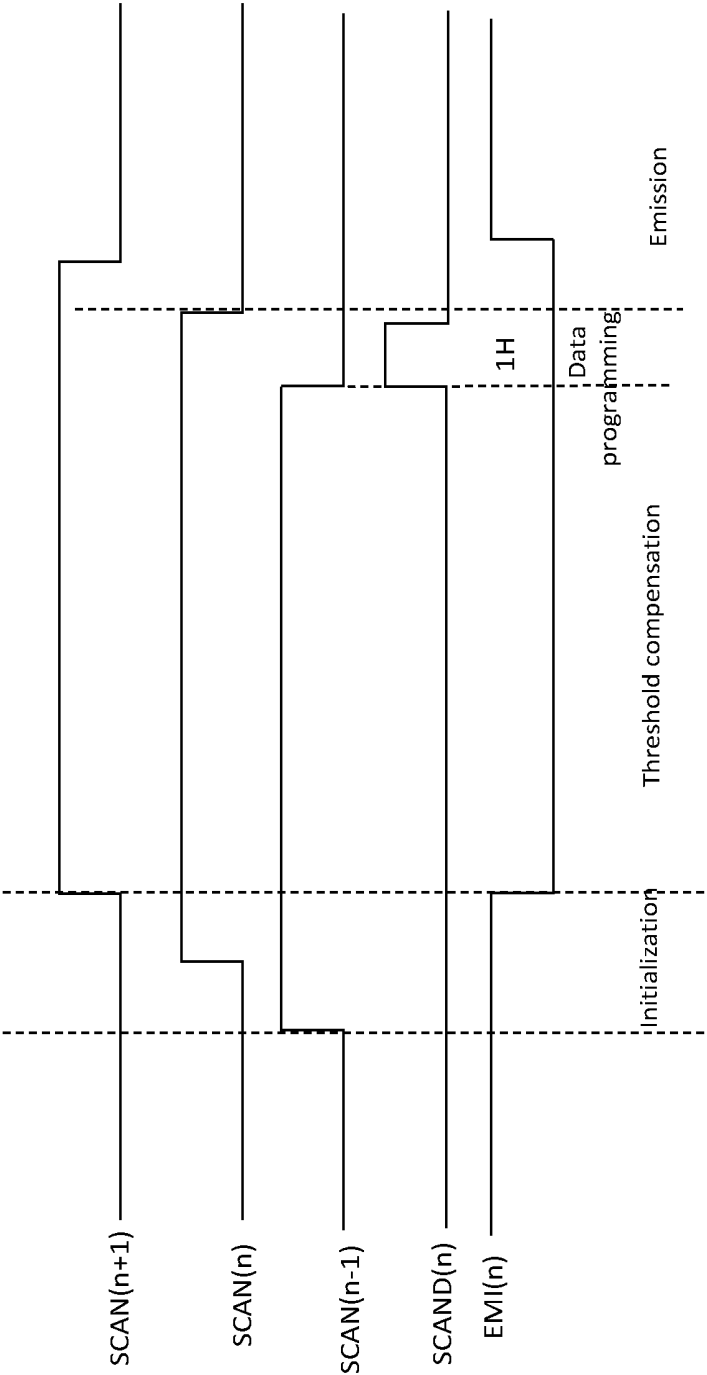 SCAN(n+1)
SCAN(n)
SCAN(n-1)
SCAND(n)
EMI(n)
1H
Initialization
Threshold compensation
Data
programming
Emission